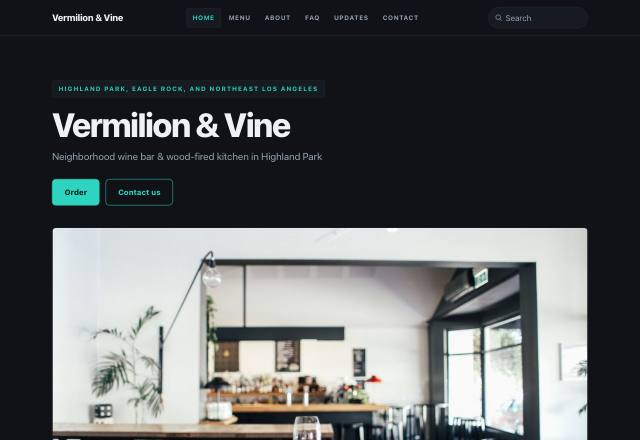 Vermilion & Vine
HOME MENU ABOUT FAQ UPDATES CONTACT
Search
HIGHLAND PARK, EAGLE ROCK, AND NORTHEAST LOS ANGELES
Vermilion & Vine
Neighborhood wine bar & wood-fired kitchen in Highland Park
Order
Contact us